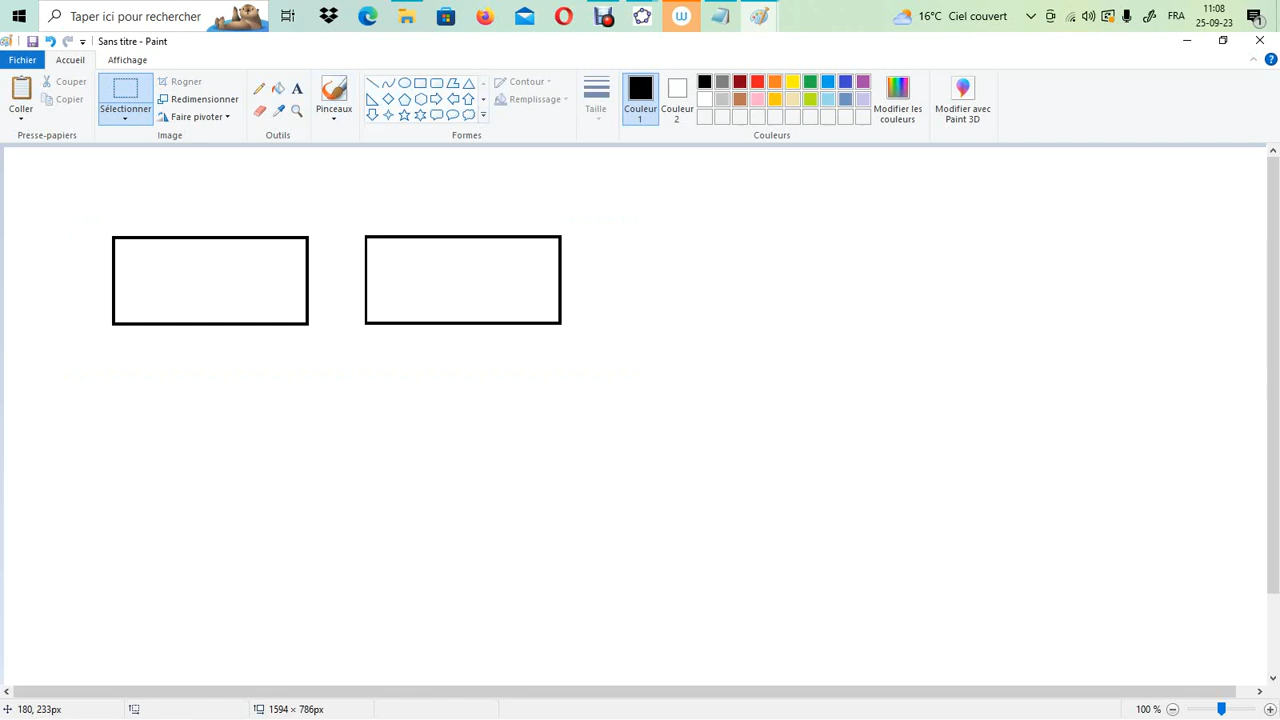 Taper ici pour rechercher
16°C Ciel couvert
FRA
11:08
25-09-23
1
Sans titre - Paint
Fichier
Accueil
Affichage
Coller
Couper
Copier
Presse-papiers
Sélectionner
Rogner
Redimensionner
Faire pivoter
Image
A
Outils
Pinceaux
Formes
Contour
Remplissage
Taille
Couleur 1
Couleur 2
Couleurs
Modifier les couleurs
Modifier avec Paint 3D
180, 233px
1594 × 786px
100 %